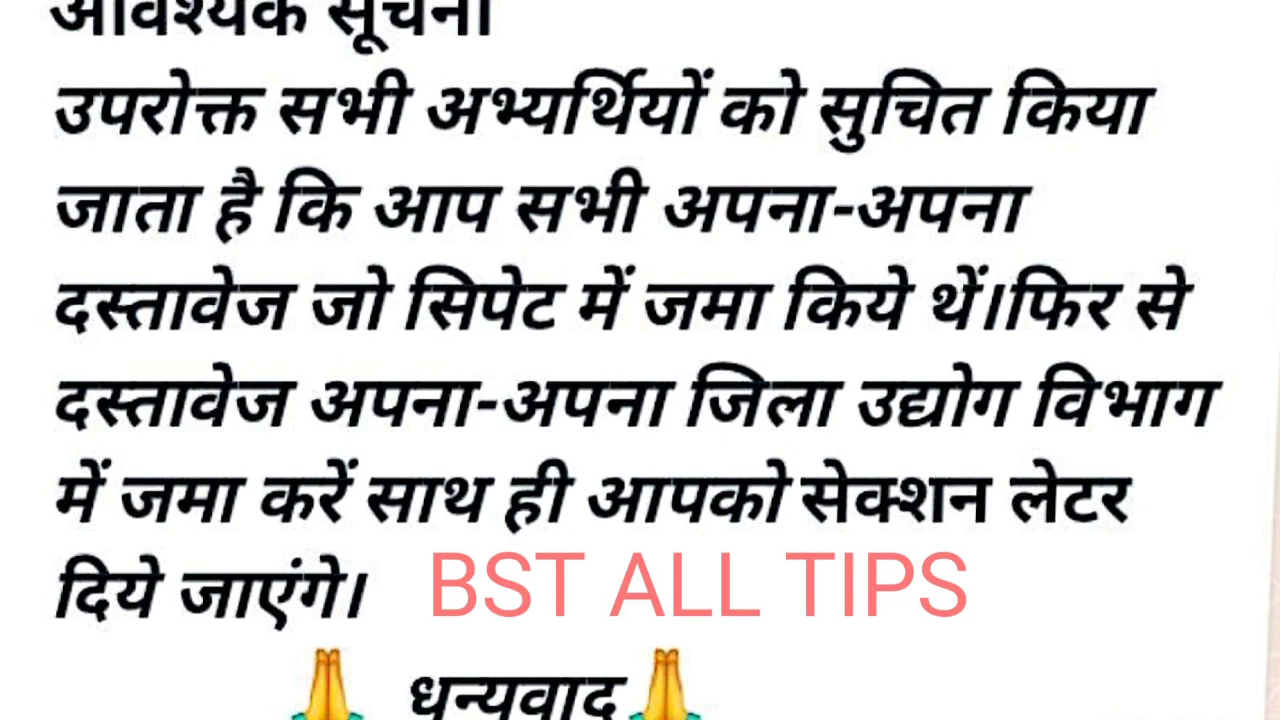 आवश्यक सूचना
उपरोक्त सभी अभ्यर्थियों को सुचित किया
जाता है कि आप सभी अपना-अपना
दस्तावेज जो सिपेट में जमा किये थें।फिर से
दस्तावेज अपना-अपना जिला उद्योग विभाग
में जमा करें साथ ही आपको सेक्शन लेटर
दिये जाएंगे। BST ALL TIPS
🙏 धन्यवाद🙏